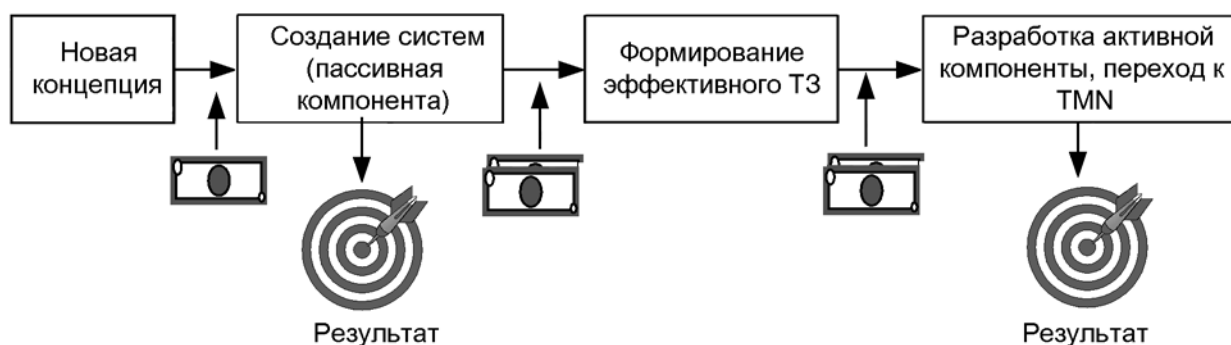 Новая
концепция
Создание систем
(пассивная
компонента)
Формирование
эффективного ТЗ
Разработка активной
компоненты, переход к
TMN
Результат
Результат